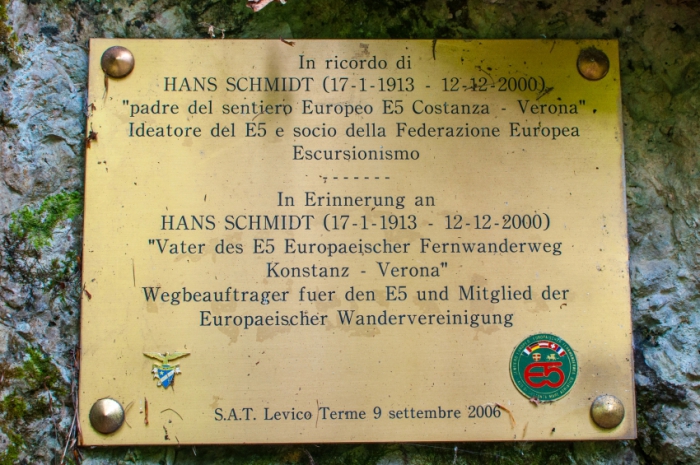 In ricordo di
HANS SCHMIDT (17-1-1913 - 12-12-2000)
"padre del sentiero Europeo E5 Costanza - Verona"
Ideatore del E5 e socio della Federazione Europea
Escursionismo
-------
In Erinnerung an
HANS SCHMIDT (17-1-1913 - 12-12-2000)
"Vater des E5 Europaeischer Fernwanderweg
Konstanz - Verona"
Wegbeauftrager fuer den E5 und Mitglied der
Europaeischer Wandervereinigung
E5
S.A.T. Levico Terme 9 settembre 2006